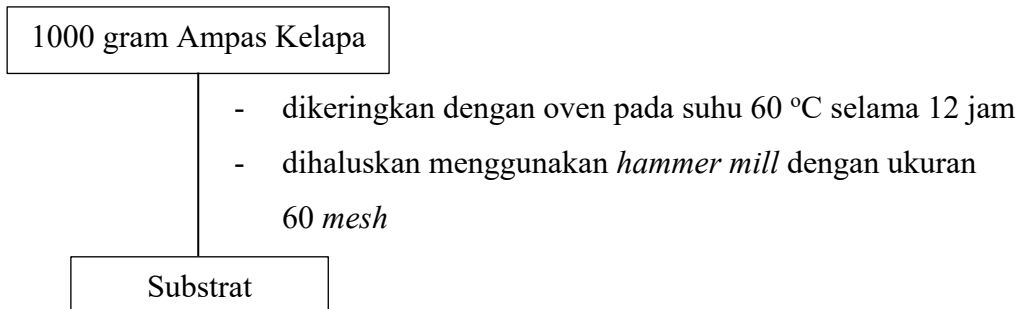 1000 gram Ampas Kelapa
- dikeringkan dengan oven pada suhu 60 °C selama 12 jam
- dihaluskan menggunakan hammer mill dengan ukuran
60 mesh
Substrat